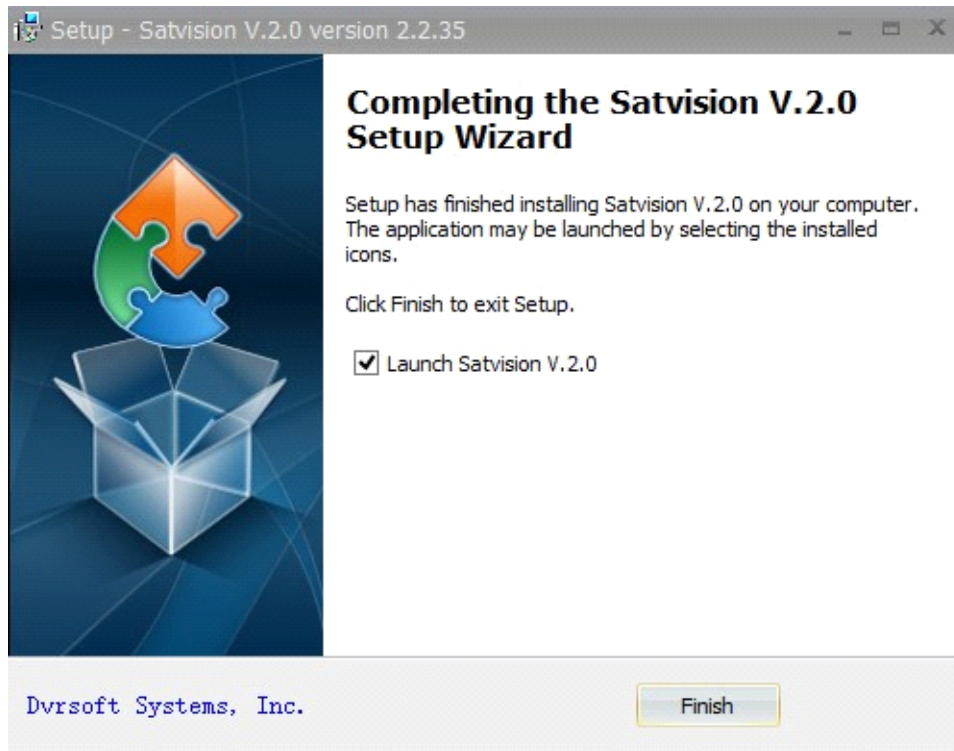 Setup - Satvision V.2.0 version 2.2.35
Completing the Satvision V.2.0
Setup Wizard
Setup has finished installing Satvision V.2.0 on your computer.
The application may be launched by selecting the installed
icons.
Click Finish to exit Setup.
Launch Satvision V.2.0
Dvrsoft Systems, Inc.
Finish